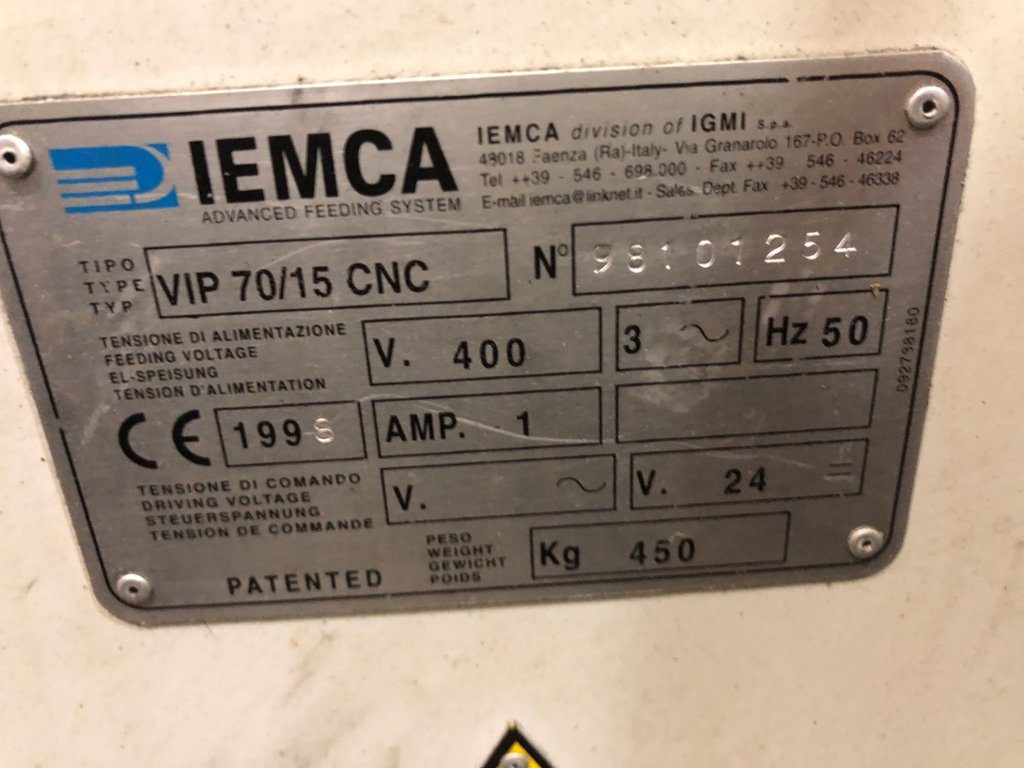 IEMCA
ADVANCED FEEDING SYSTEM
IEMCA division of IGMI S.p.a.
48018 Faenza (Ra)-Italy- Via Granarolo 167-P.O. Box 62
Tel ++39 - 546 - 698.000 - Fax ++39 546 - 46224
E-mail iemca@linknet.it - Sales. Dept. Fax +39 - 546 - 46338
TIPO
TYPE
TYP
VIP 70/15 CNC
N° 98101254
TENSIONE DI ALIMENTAZIONE
FEEDING VOLTAGE
EL-SPEISUNG
TENSION D'ALIMENTATION
V. 400
3 ~
Hz 50
092798180
CE
1998
AMP. 1
TENSIONE DI COMANDO
DRIVING VOLTAGE
STEUERSPANNUNG
TENSION DE COMMANDE
V. ~
V. 24 =
PATENTED
PESO
WEIGHT
GEWICHT
POIDS
Kg 450